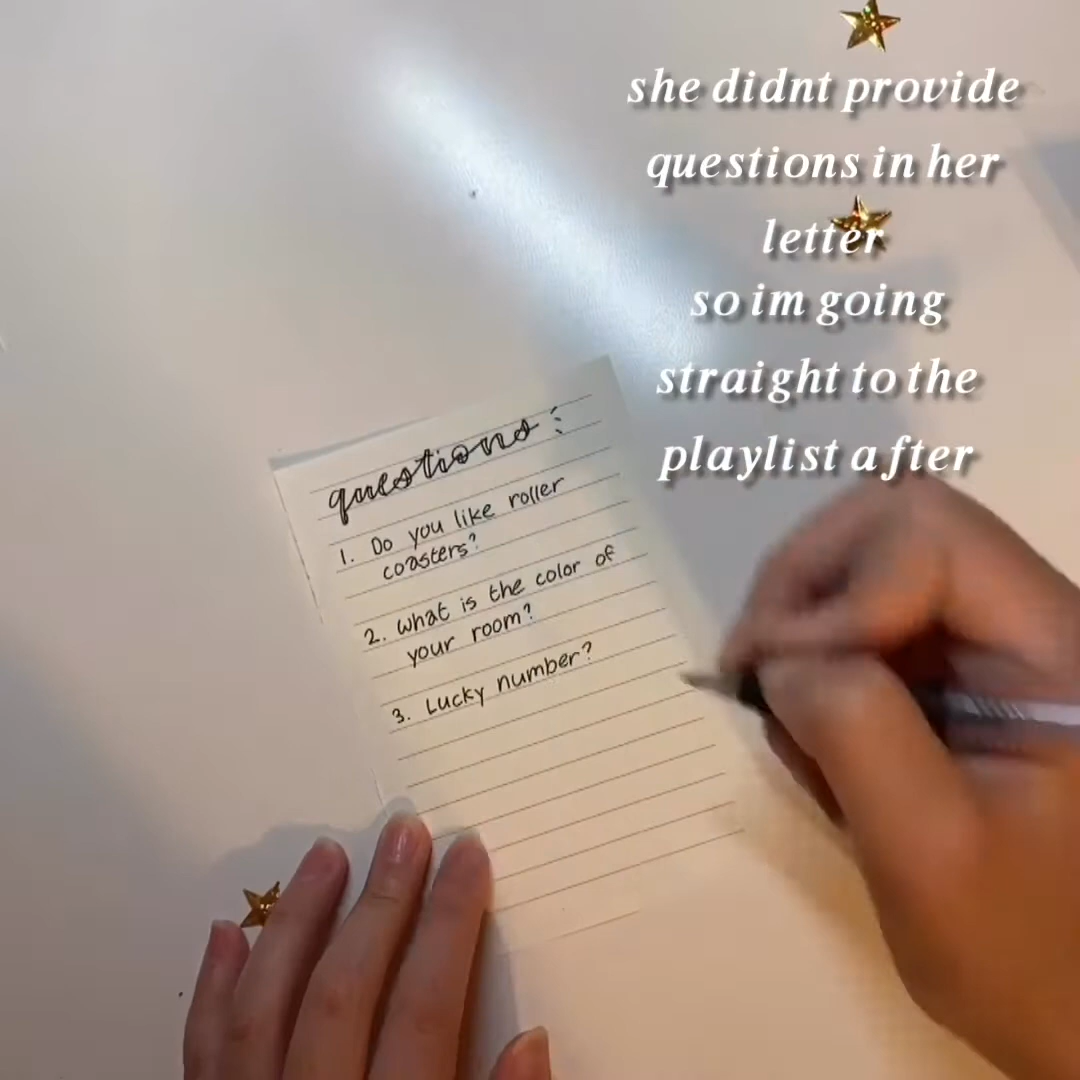 she didnt provide
questions in her
letter
so im going
straight to the
playlist after
questions:
1. Do you like roller
coasters?
2. what is the color of
your room?
3. Lucky number?